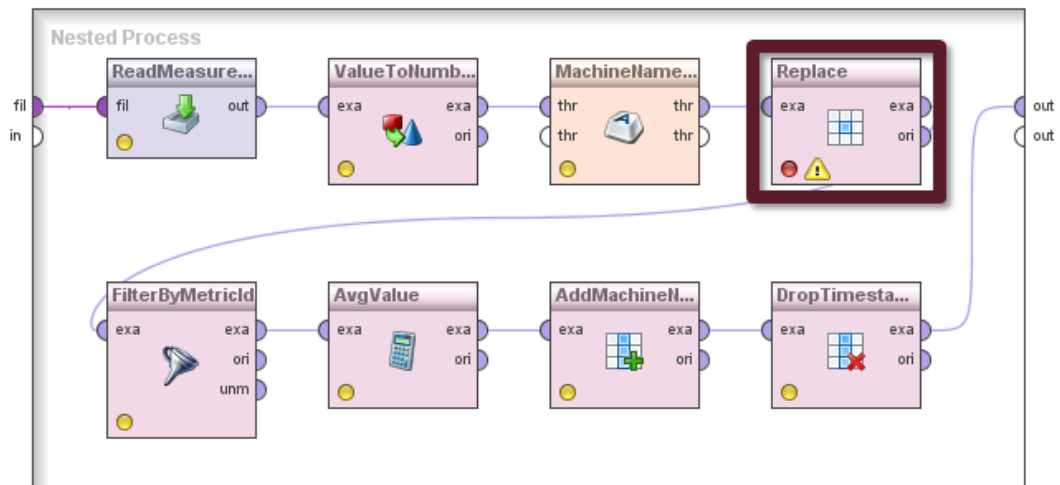 Nested Process
ReadMeasure...
ValueToNumb...
MachineName...
Replace
fil
fil
out
exa
exa
thr
thr
exa
exa
out
in
ori
thr
thr
ori
out
FilterByMetricId
AvgValue
AddMachineN...
DropTimesta...
exa
exa
exa
exa
exa
exa
exa
exa
ori
ori
ori
ori
unm